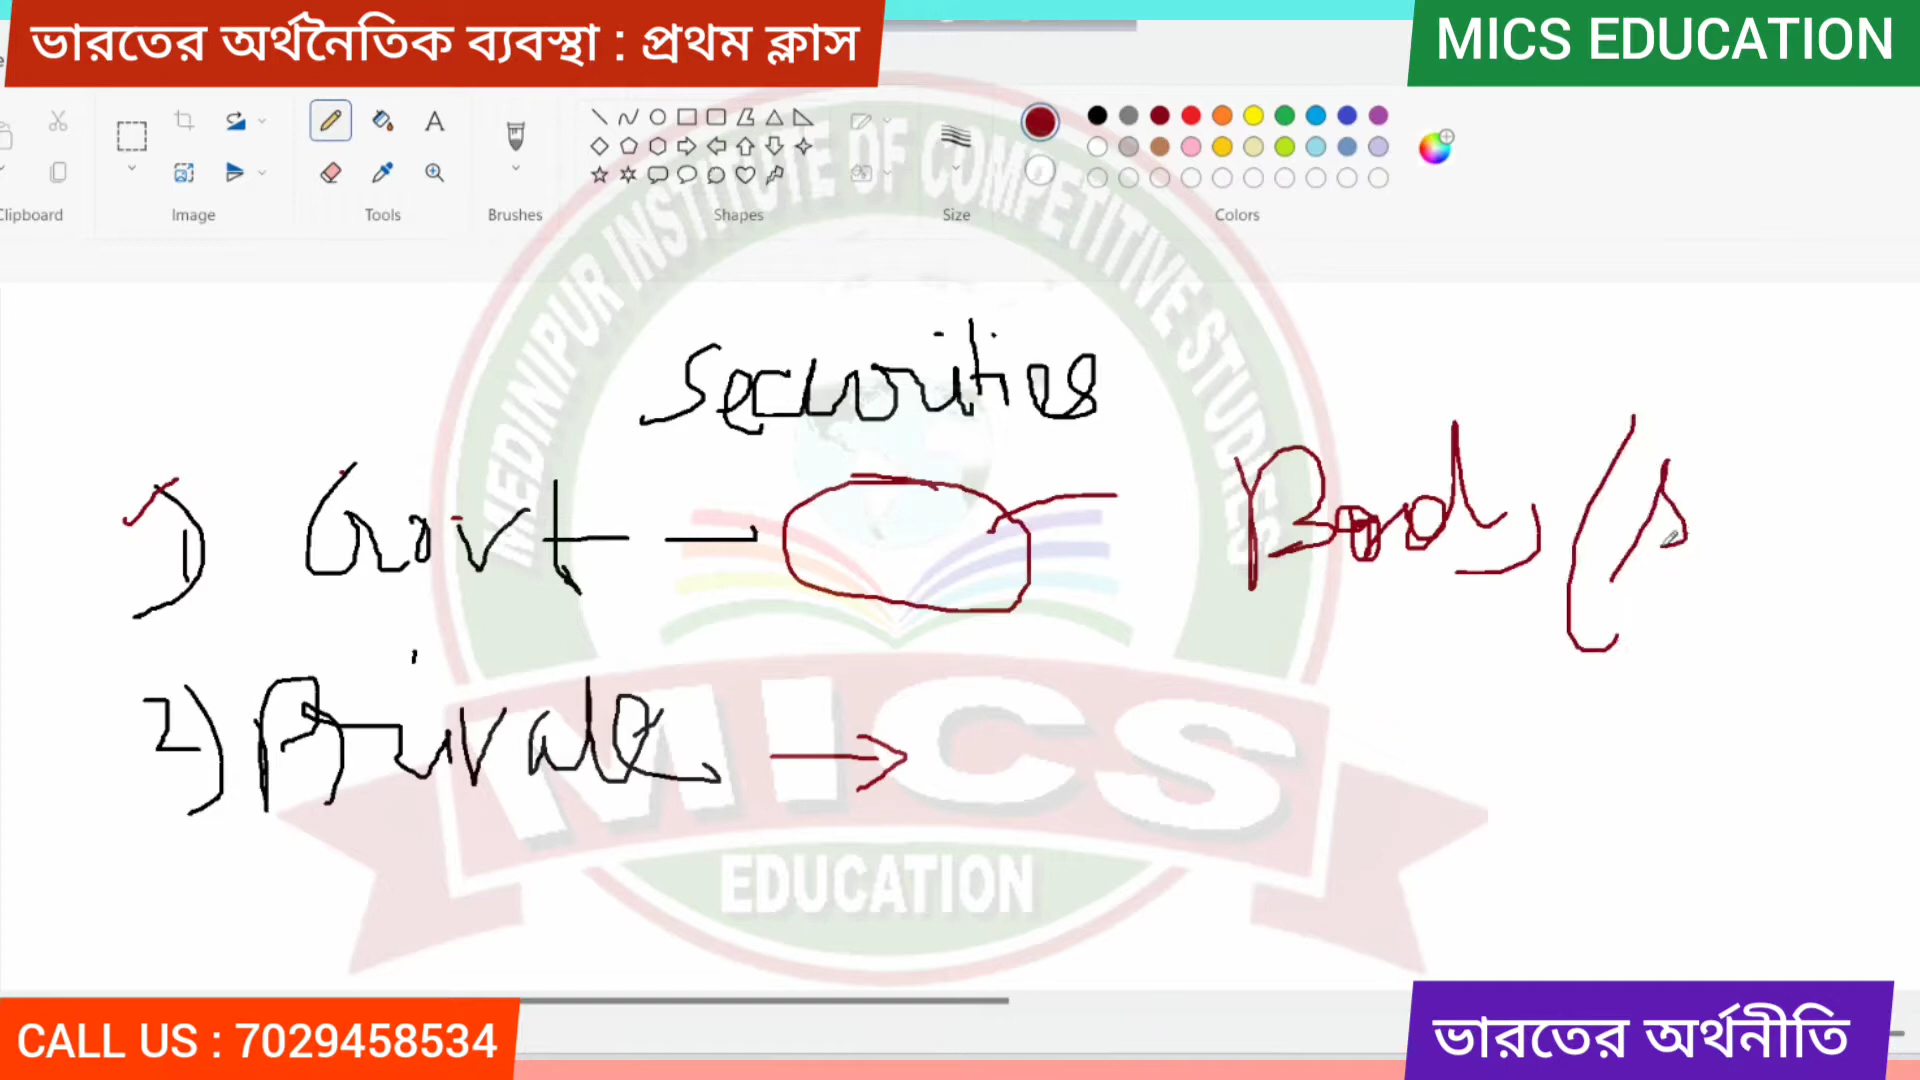 ভারতের অর্থনৈতিক ব্যবস্থা : প্রথম ক্লাস
MICS EDUCATION
Clipboard
Image
Tools
Brushes
Shapes
Size
Colors
MEDINIPUR INSTITUTE OF COMPETITIVE STUDIES
Securities
1) Govt —
Bonds (
2) Private →
MICS
EDUCATION
CALL US : 7029458534
ভারতের অর্থনীতি